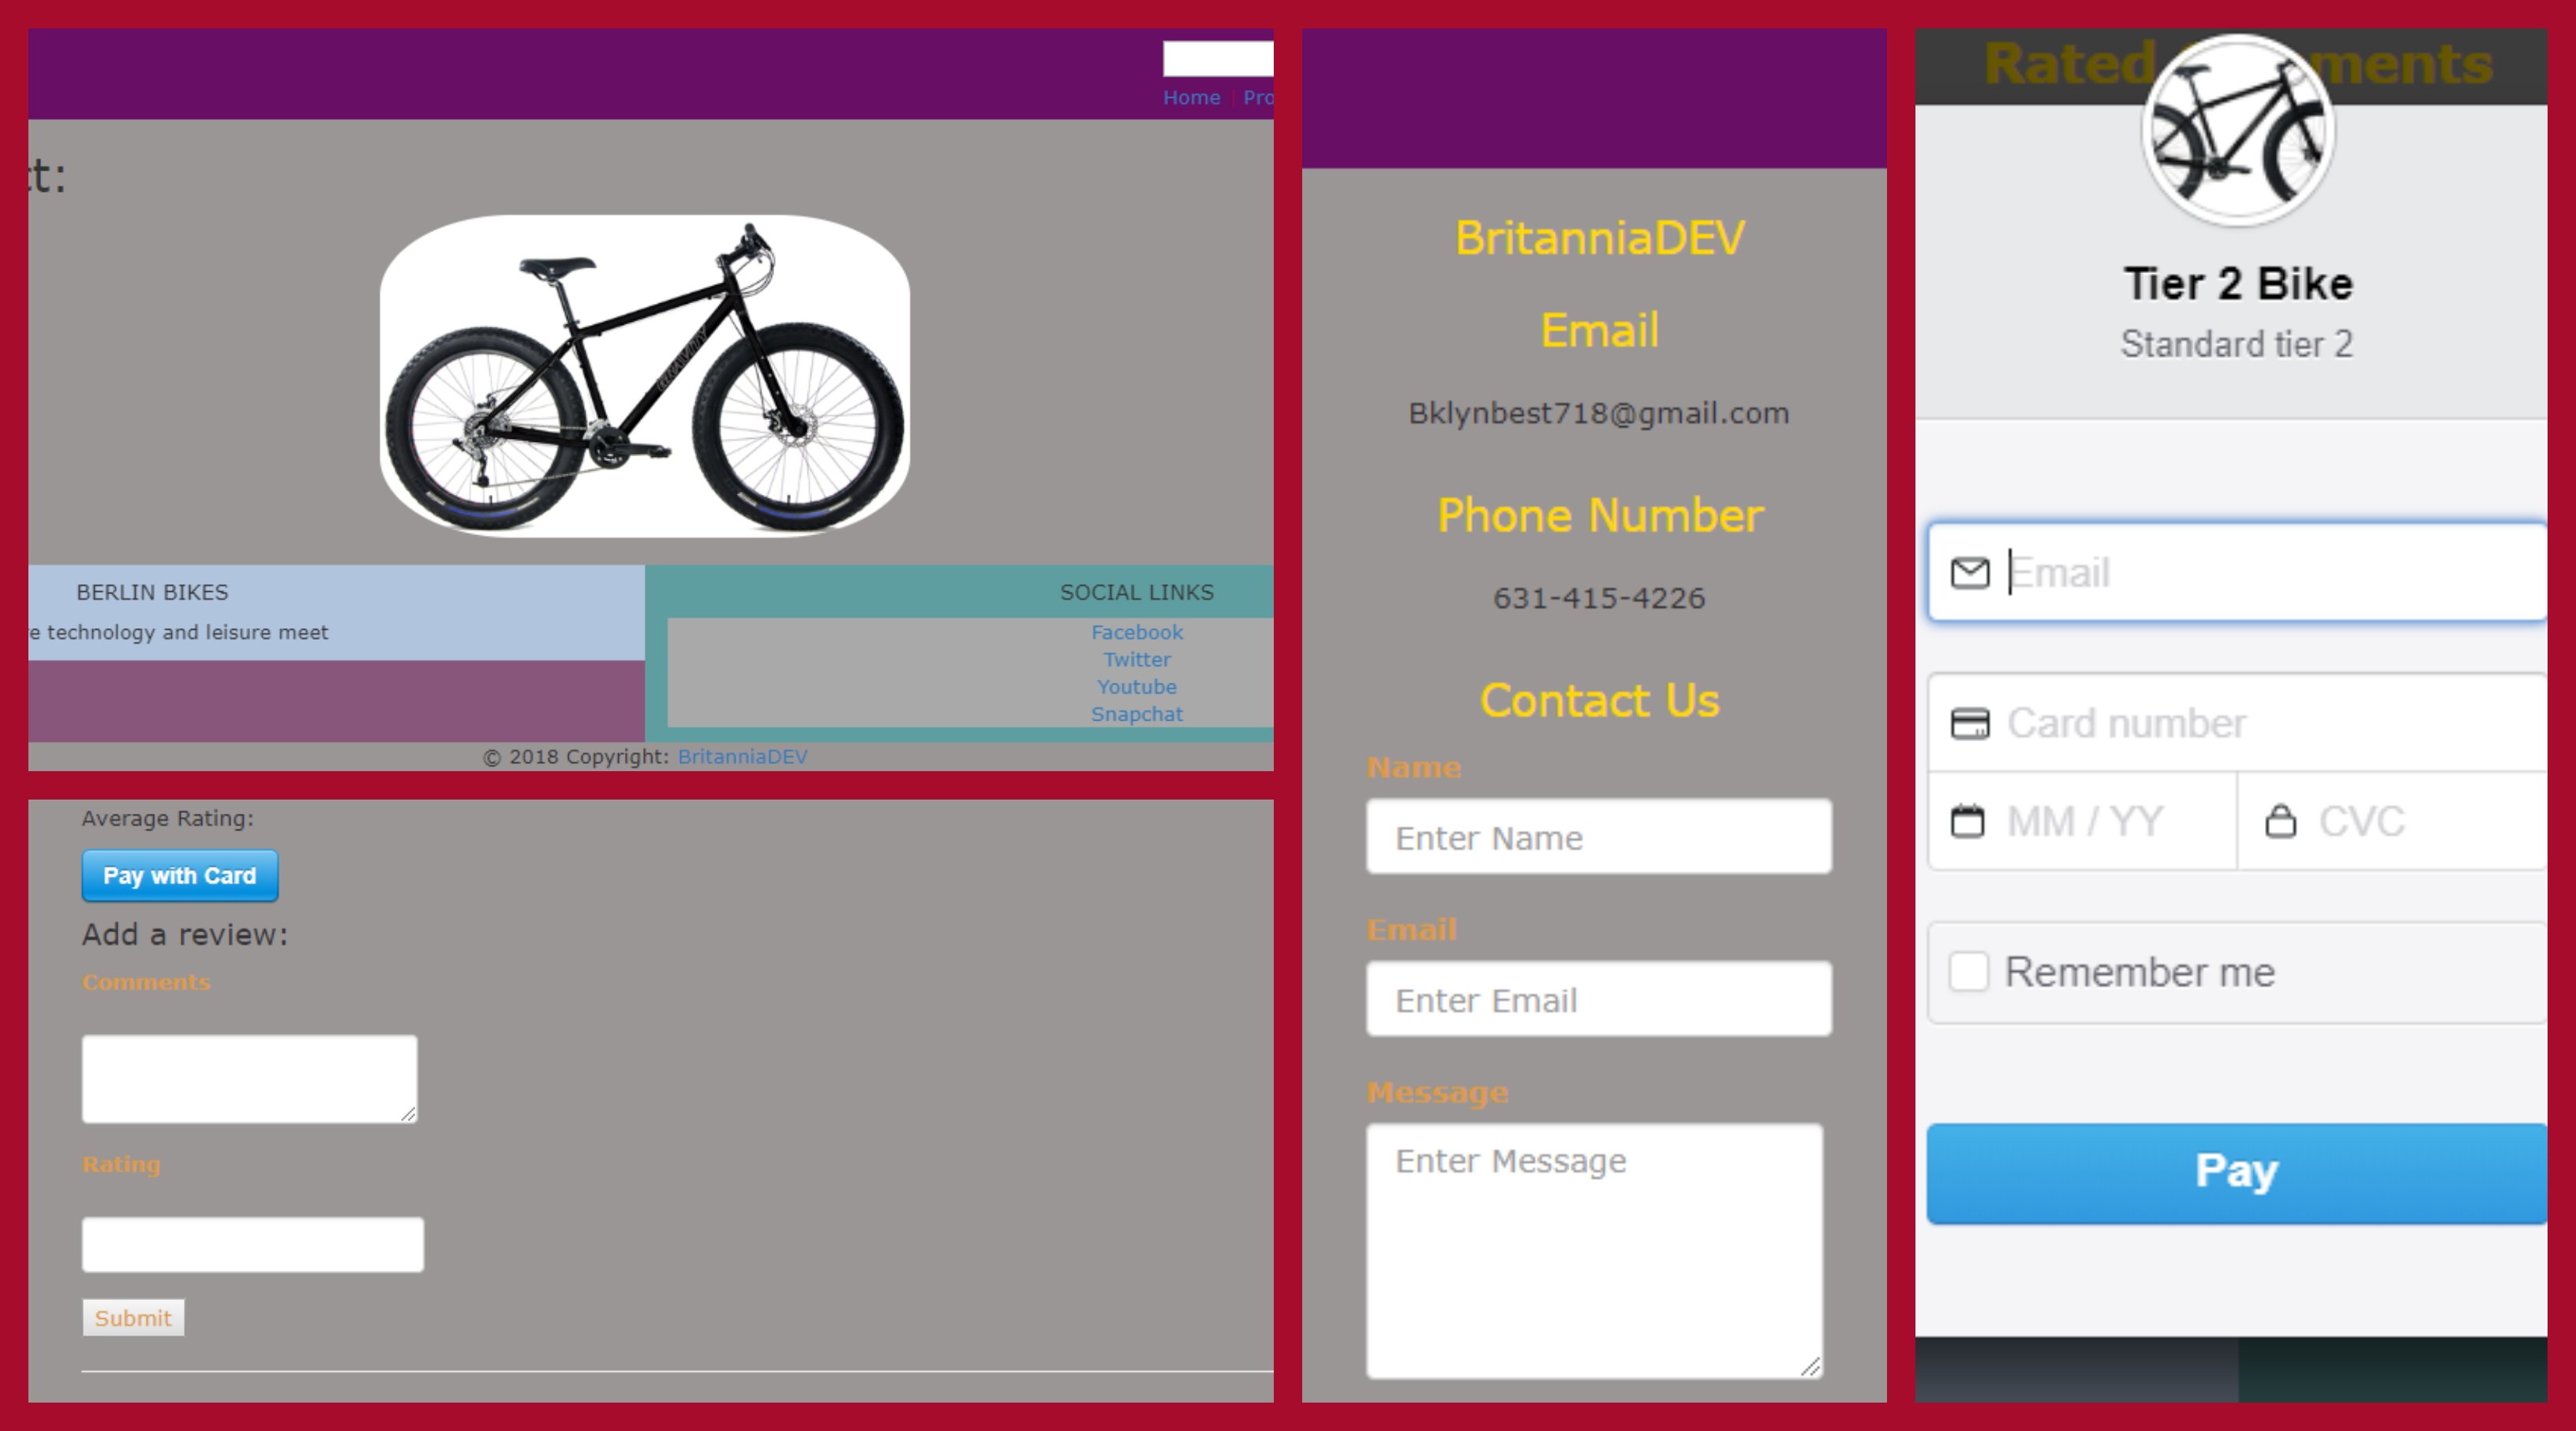 Home | Pro
ct:
BERLIN BIKES
e technology and leisure meet
SOCIAL LINKS
Facebook
Twitter
Youtube
Snapchat
© 2018 Copyright: BritanniaDEV
Average Rating:
Pay with Card
Add a review:
Comments
Rating
Submit
BritanniaDEV
Email
Bklynbest718@gmail.com
Phone Number
631-415-4226
Contact Us
Name
Enter Name
Email
Enter Email
Message
Enter Message
Rated ments
Tier 2 Bike
Standard tier 2
Email
Card number
MM / YY
CVC
Remember me
Pay